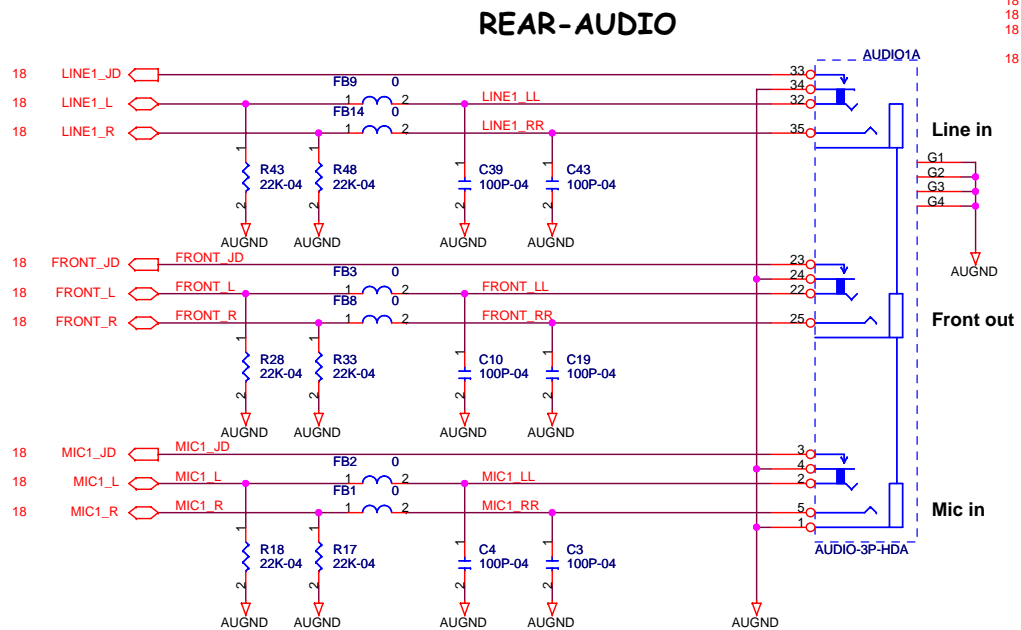 REAR-AUDIO
18
18
18
18
AUDIO1A
18 LINE1_JD 33
FB9 0 34
18 LINE1_L 1 2 LINE1_LL 32
FB14 0
18 LINE1_R 1 2 LINE1_RR 35 Line in
1 1 1 1
R43 R48 C39 C43
22K-04 22K-04 100P-04 100P-04
2 2 2 2
G1
G2
G3
G4
AUGND AUGND AUGND AUGND
AUGND
18 FRONT_JD FRONT_JD 23
FB3 0 24
18 FRONT_L FRONT_L 1 2 FRONT_LL 22
FB8 0
18 FRONT_R FRONT_R 1 2 FRONT_RR 25 Front out
1 1 1 1
R28 R33 C10 C19
22K-04 22K-04 100P-04 100P-04
2 2 2 2
AUGND AUGND AUGND AUGND
18 MIC1_JD MIC1_JD 3
FB2 0 4
18 MIC1_L MIC1_L 1 2 MIC1_LL 2
FB1 0
18 MIC1_R MIC1_R 1 2 MIC1_RR 5 Mic in
1
1 1 1 1
R18 R17 C4 C3
22K-04 22K-04 100P-04 100P-04
AUDIO-3P-HDA
2 2 2 2
AUGND AUGND AUGND AUGND AUGND